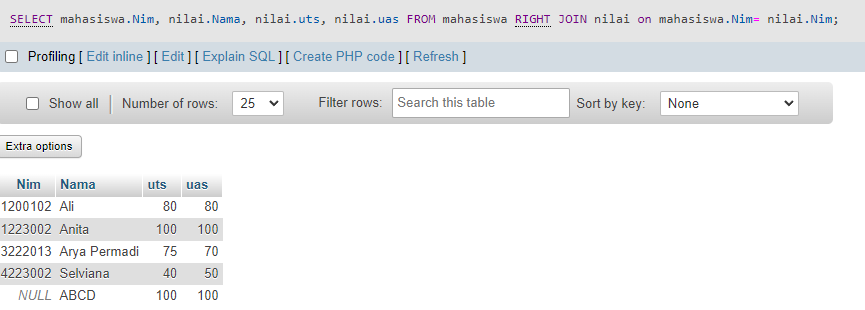 SELECT mahasiswa.Nim, nilai.Nama, nilai.uts, nilai.uas FROM mahasiswa RIGHT JOIN nilai on mahasiswa.Nim= nilai.Nim;
Profiling [ Edit inline ] [ Edit ] [ Explain SQL ] [ Create PHP code ] [ Refresh ]
Show all Number of rows: 25 Filter rows: Search this table Sort by key: None
Extra options
Nim Nama uts uas
1200102 Ali 80 80
1223002 Anita 100 100
3222013 Arya Permadi 75 70
4223002 Selviana 40 50
NULL ABCD 100 100